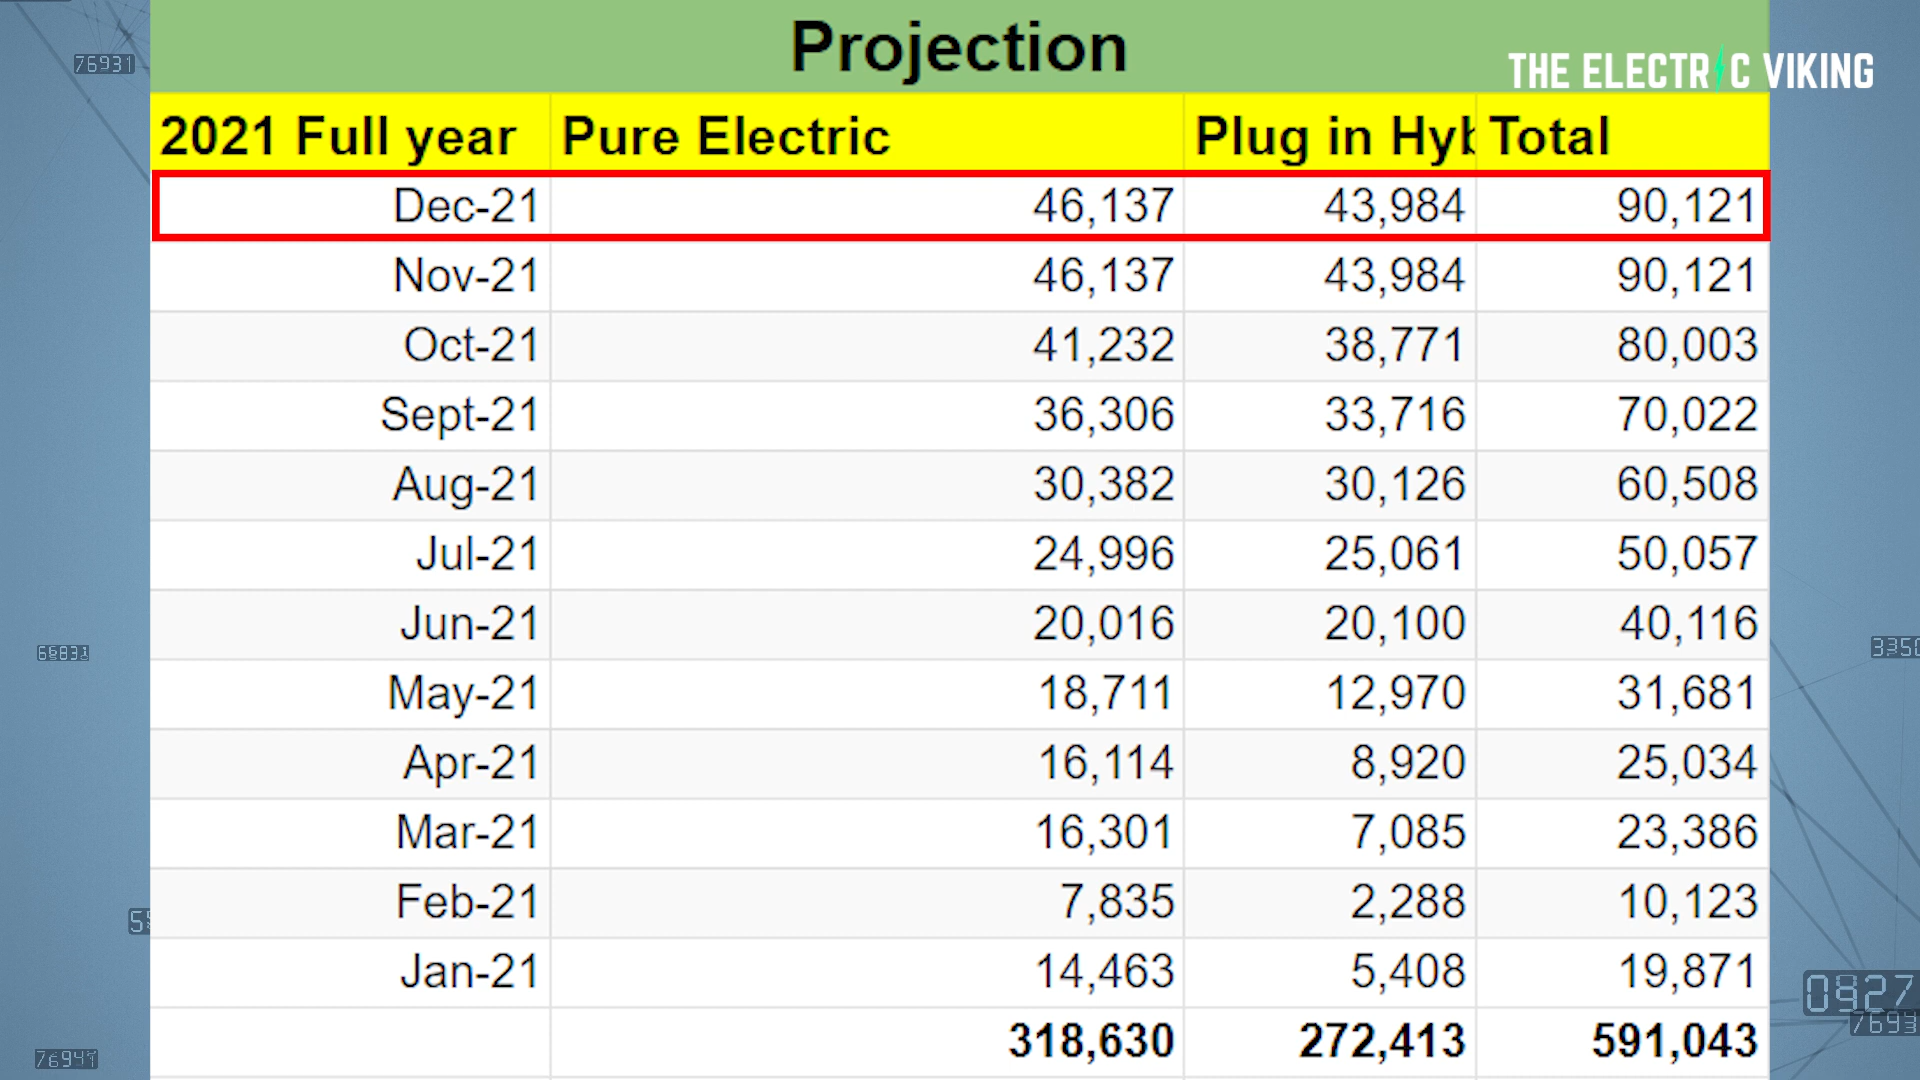 Projection
THE ELECTRIC VIKING
76931
2021 Full year Pure Electric Plug in Hyb Total
Dec-21 46,137 43,984 90,121
Nov-21 46,137 43,984 90,121
Oct-21 41,232 38,771 80,003
Sept-21 36,306 33,716 70,022
Aug-21 30,382 30,126 60,508
Jul-21 24,996 25,061 50,057
Jun-21 20,016 20,100 40,116
May-21 18,711 12,970 31,681
Apr-21 16,114 8,920 25,034
Mar-21 16,301 7,085 23,386
Feb-21 7,835 2,288 10,123
Jan-21 14,463 5,408 19,871
318,630 272,413 591,043